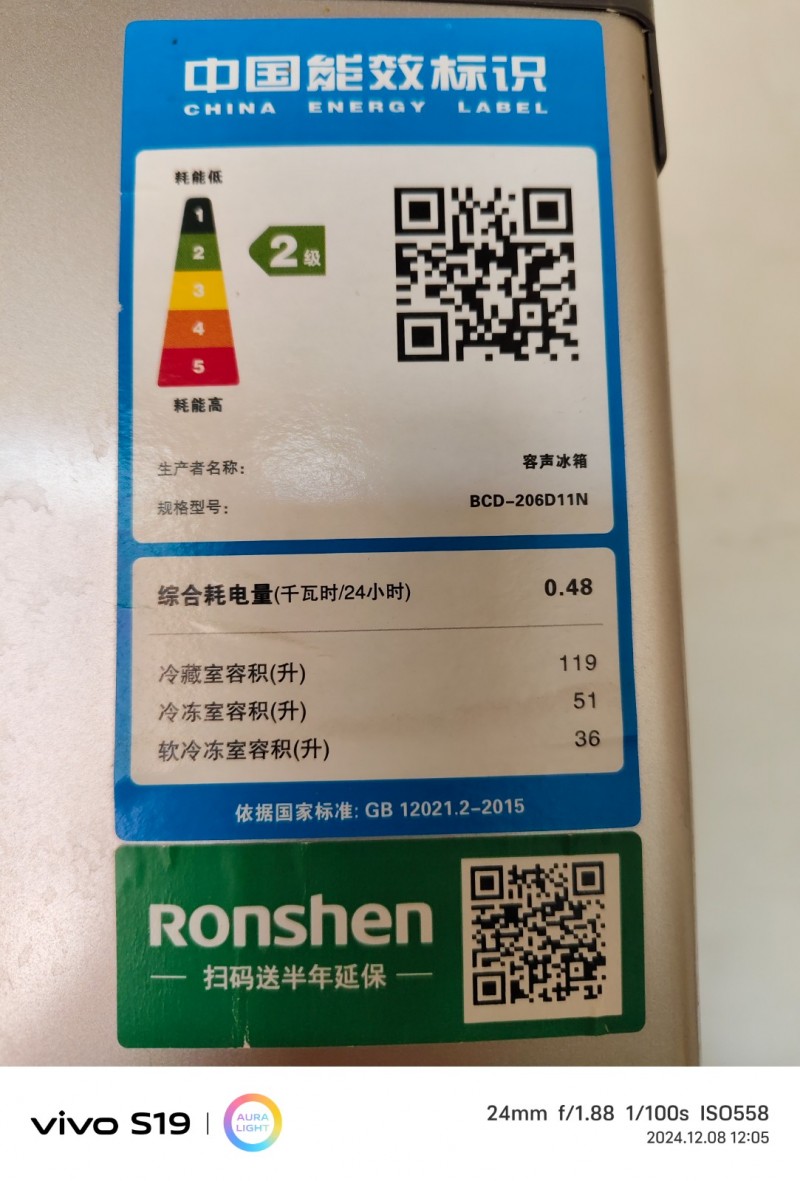 中国能效标识
CHINA ENERGY LABEL
耗能低
1
2
2级
3
4
5
耗能高
生产者名称: 容声冰箱
规格型号: BCD-206D11N
综合耗电量(千瓦时/24小时) 0.48
冷藏室容积(升) 119
冷冻室容积(升) 51
软冷冻室容积(升) 36
依据国家标准: GB 12021.2-2015
Ronshen
扫码送半年延保
vivo S19 | AURA LIGHT
24mm f/1.88 1/100s ISO558
2024.12.08 12:05